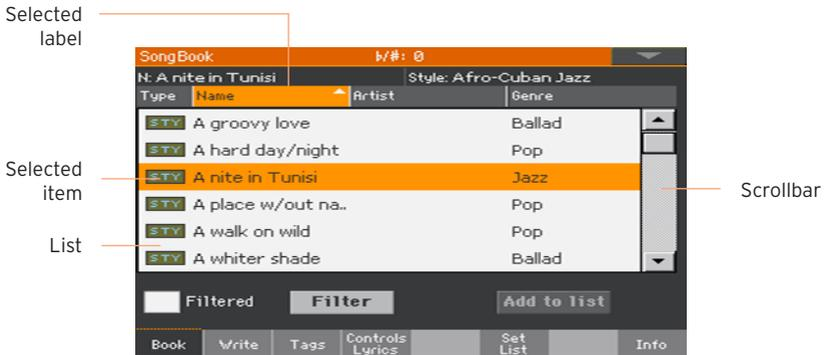 Selected
label
SongBook ♭/#: 0
N: A nite in Tunisi Style: Afro-Cuban Jazz
Type Name Artist Genre
STY A groovy love Ballad
STY A hard day/night Pop
Selected
item
STY A nite in Tunisi Jazz
Scrollbar
STY A place w/out na.. Pop
List
STY A walk on wild Pop
STY A whiter shade Ballad
Filtered Filter Add to list
Book Write Tags Controls Lyrics Set List Info